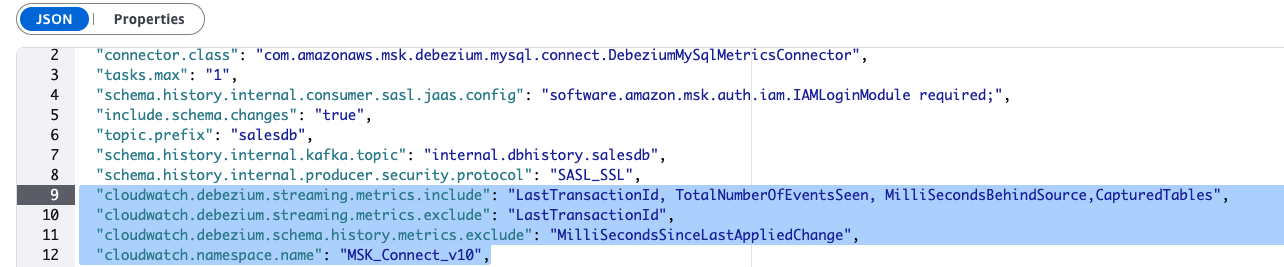 JSON | Properties
2 "connector.class": "com.amazonaws.msk.debezium.mysql.connect.DebeziumMySqlMetricsConnector",
3 "tasks.max": "1",
4 "schema.history.internal.consumer.sasl.jaas.config": "software.amazon.msk.auth.iam.IAMLoginModule required;",
5 "include.schema.changes": "true",
6 "topic.prefix": "salesdb",
7 "schema.history.internal.kafka.topic": "internal.dbhistory.salesdb",
8 "schema.history.internal.producer.security.protocol": "SASL_SSL",
9 "cloudwatch.debezium.streaming.metrics.include": "LastTransactionId, TotalNumberOfEventsSeen, MilliSecondsBehindSource,CapturedTables",
10 "cloudwatch.debezium.streaming.metrics.exclude": "LastTransactionId",
11 "cloudwatch.debezium.schema.history.metrics.exclude": "MilliSecondsSinceLastAppliedChange",
12 "cloudwatch.namespace.name": "MSK_Connect_v10",